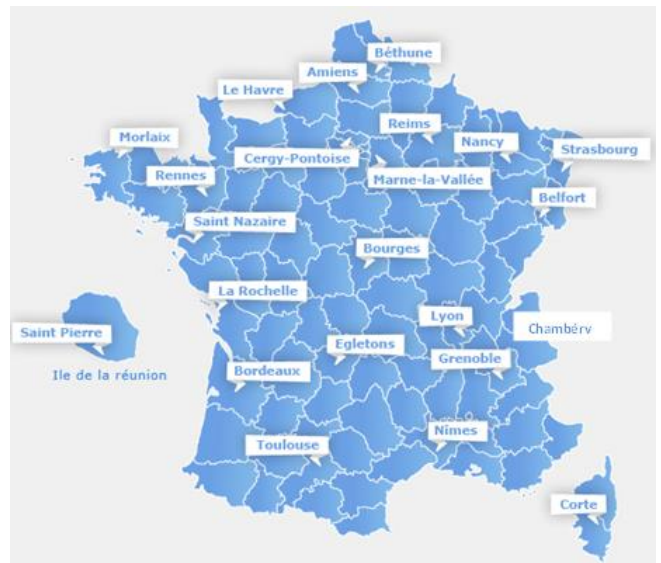 Béthune
Amiens
Le Havre
Reims
Morlaix
Nancy
Strasbourg
Cergy-Pontoise
Rennes
Marne-la-Vallée
Belfort
Saint Nazaire
Bourges
La Rochelle
Lyon
Chambéry
Saint Pierre
Egletons
Grenoble
Ile de la réunion
Bordeaux
Nîmes
Toulouse
Corte